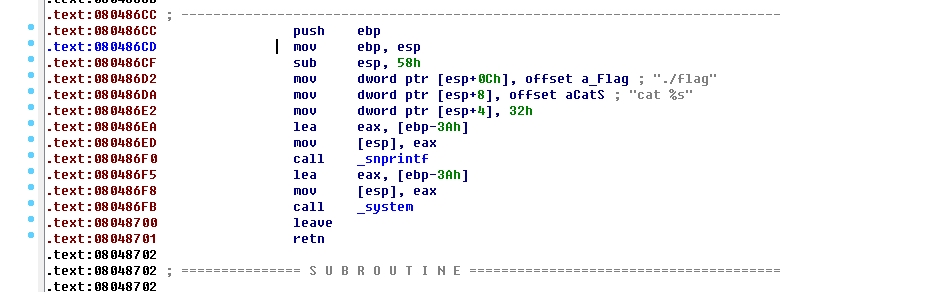 .text:080486CC ; ---------------------------------------------------------------------------
.text:080486CC push ebp
.text:080486CD mov ebp, esp
.text:080486CF sub esp, 58h
.text:080486D2 mov dword ptr [esp+0Ch], offset a_Flag ; "./flag"
.text:080486DA mov dword ptr [esp+8], offset aCatS ; "cat %s"
.text:080486E2 mov dword ptr [esp+4], 32h
.text:080486EA lea eax, [ebp-3Ah]
.text:080486ED mov [esp], eax
.text:080486F0 call _snprintf
.text:080486F5 lea eax, [ebp-3Ah]
.text:080486F8 mov [esp], eax
.text:080486FB call _system
.text:08048700 leave
.text:08048701 retn
.text:08048702
.text:08048702 ; =============== S U B R O U T I N E =======================================
.text:08048702